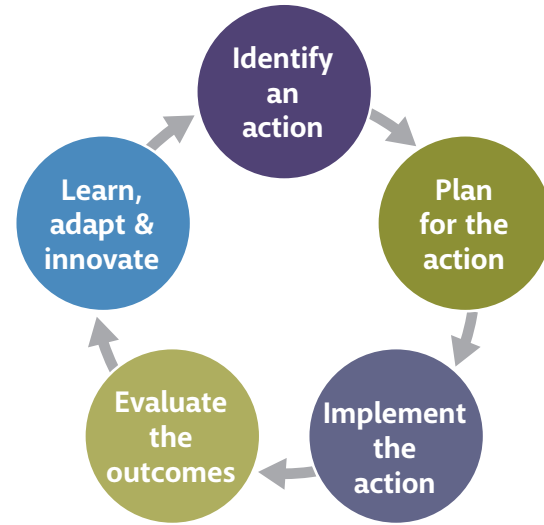 Identify
an
action
Plan
for the
action
Implement
the
action
Evaluate
the
outcomes
Learn,
adapt &
innovate